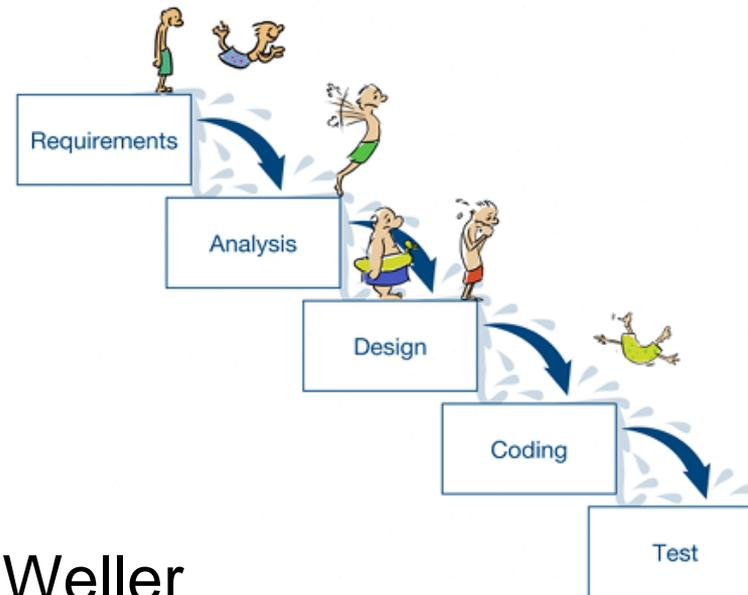 Requirements
Analysis
Design
Coding
Test
Weller